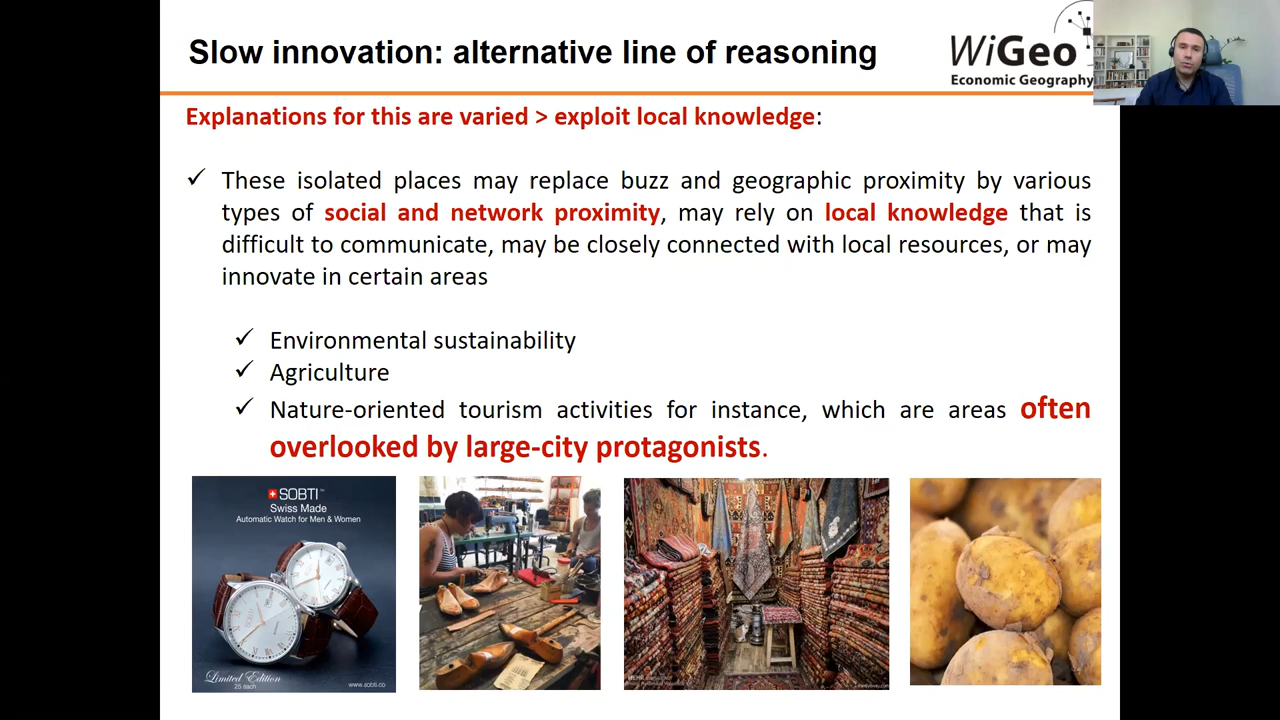 Slow innovation: alternative line of reasoning
WiGeo
Economic Geography
Explanations for this are varied > exploit local knowledge:
✓ These isolated places may replace buzz and geographic proximity by various
types of social and network proximity, may rely on local knowledge that is
difficult to communicate, may be closely connected with local resources, or may
innovate in certain areas
✓ Environmental sustainability
✓ Agriculture
✓ Nature-oriented tourism activities for instance, which are areas often
overlooked by large-city protagonists.
SOBTI™
Swiss Made
Automatic Watch for Men & Women
Limited Edition
25 each
www.sobti.co